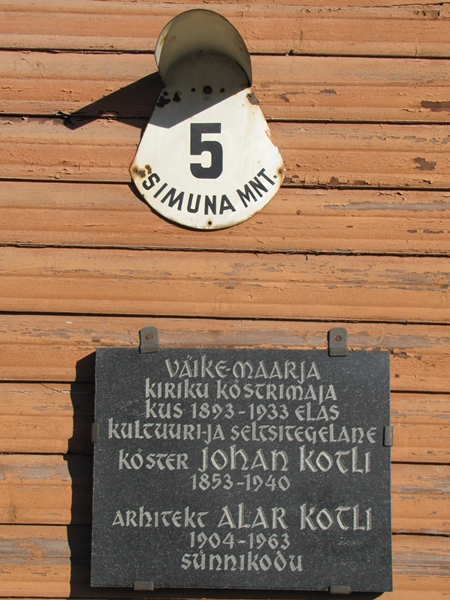 5
SIMUNA MNT.
VÄIKE-MAARJA
KIRIKU KÖSTRIMAJA
KUS 1893-1933 ELAS
KULTUURI-JA SELTSITEGELANE
KÖSTER JOHAN KOTLI
1853-1940
ARHITEKT ALAR KOTLI
1904-1963
SÜNNIKODU